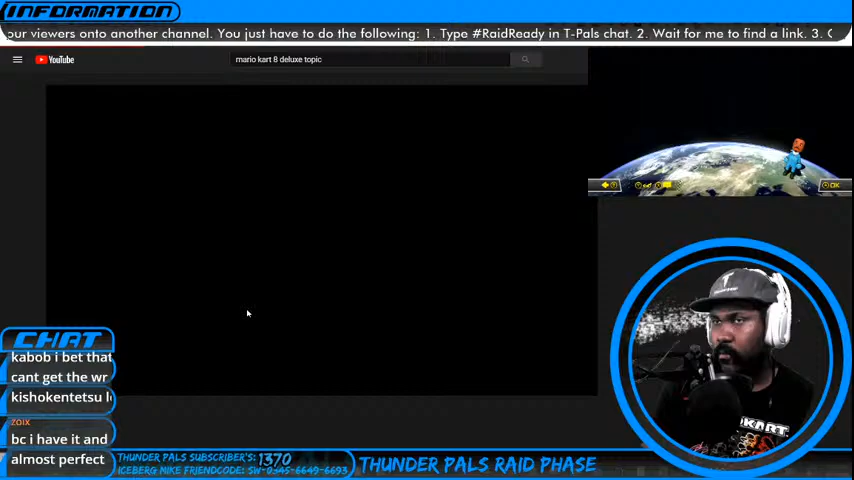 INFORMATION
our viewers onto another channel. You just have to do the following: 1. Type #RaidReady in T-Pals chat. 2. Wait for me to find a link. 3.
YouTube
mario kart 8 deluxe topic
OK
CHAT
kabob i bet that
cant get the wr
kishokentetsu l
zoix
bc i have it and
almost perfect
THUNDER PALS SUBSCRIBER'S: 1370
ICEBERG MIKE FRIENDCODE: SW-0345-6649-6693
THUNDER PALS RAID PHASE